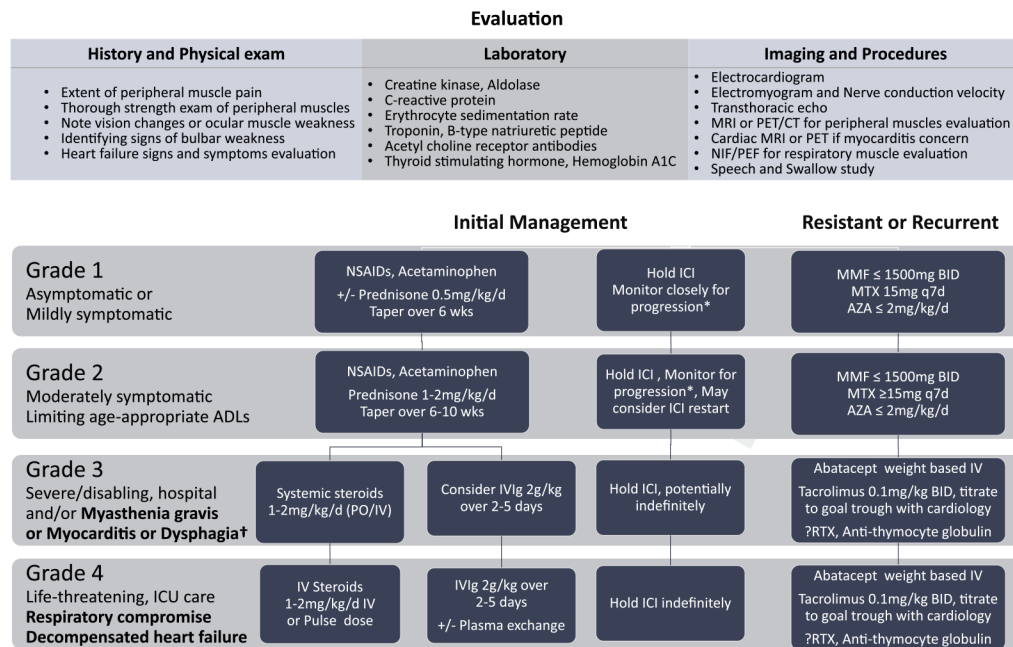 Evaluation
History and Physical exam
• Extent of peripheral muscle pain
• Thorough strength exam of peripheral muscles
• Note vision changes or ocular muscle weakness
• Identifying signs of bulbar weakness
• Heart failure signs and symptoms evaluation
Laboratory
• Creatine kinase, Aldolase
• C-reactive protein
• Erythrocyte sedimentation rate
• Troponin, B-type natriuretic peptide
• Acetyl choline receptor antibodies
• Thyroid stimulating hormone, Hemoglobin A1C
Imaging and Procedures
• Electrocardiogram
• Electromyogram and Nerve conduction velocity
• Transthoracic echo
• MRI or PET/CT for peripheral muscles evaluation
• Cardiac MRI or PET if myocarditis concern
• NIF/PEF for respiratory muscle evaluation
• Speech and Swallow study
Initial Management
Resistant or Recurrent
Grade 1
Asymptomatic or
Mildly symptomatic
NSAIDs, Acetaminophen
+/- Prednisone 0.5mg/kg/d
Taper over 6 wks
Hold ICI
Monitor closely for
progression*
MMF ≤ 1500mg BID
MTX 15mg q7d
AZA ≤ 2mg/kg/d
Grade 2
Moderately symptomatic
Limiting age-appropriate ADLs
NSAIDs, Acetaminophen
Prednisone 1-2mg/kg/d
Taper over 6-10 wks
Hold ICI , Monitor for
progression*, May
consider ICI restart
MMF ≤ 1500mg BID
MTX ≥15mg q7d
AZA ≤ 2mg/kg/d
Grade 3
Severe/disabling, hospital
and/or Myasthenia gravis
or Myocarditis or Dysphagia†
Systemic steroids
1-2mg/kg/d (PO/IV)
Consider IVIg 2g/kg
over 2-5 days
Hold ICI, potentially
indefinitely
Abatacept weight based IV
Tacrolimus 0.1mg/kg BID, titrate
to goal trough with cardiology
?RTX, Anti-thymocyte globulin
Grade 4
Life-threatening, ICU care
Respiratory compromise
Decompensated heart failure
IV Steroids
1-2mg/kg/d IV
or Pulse dose
IVIg 2g/kg over
2-5 days
+/- Plasma exchange
Hold ICI indefinitely
Abatacept weight based IV
Tacrolimus 0.1mg/kg BID, titrate
to goal trough with cardiology
?RTX, Anti-thymocyte globulin